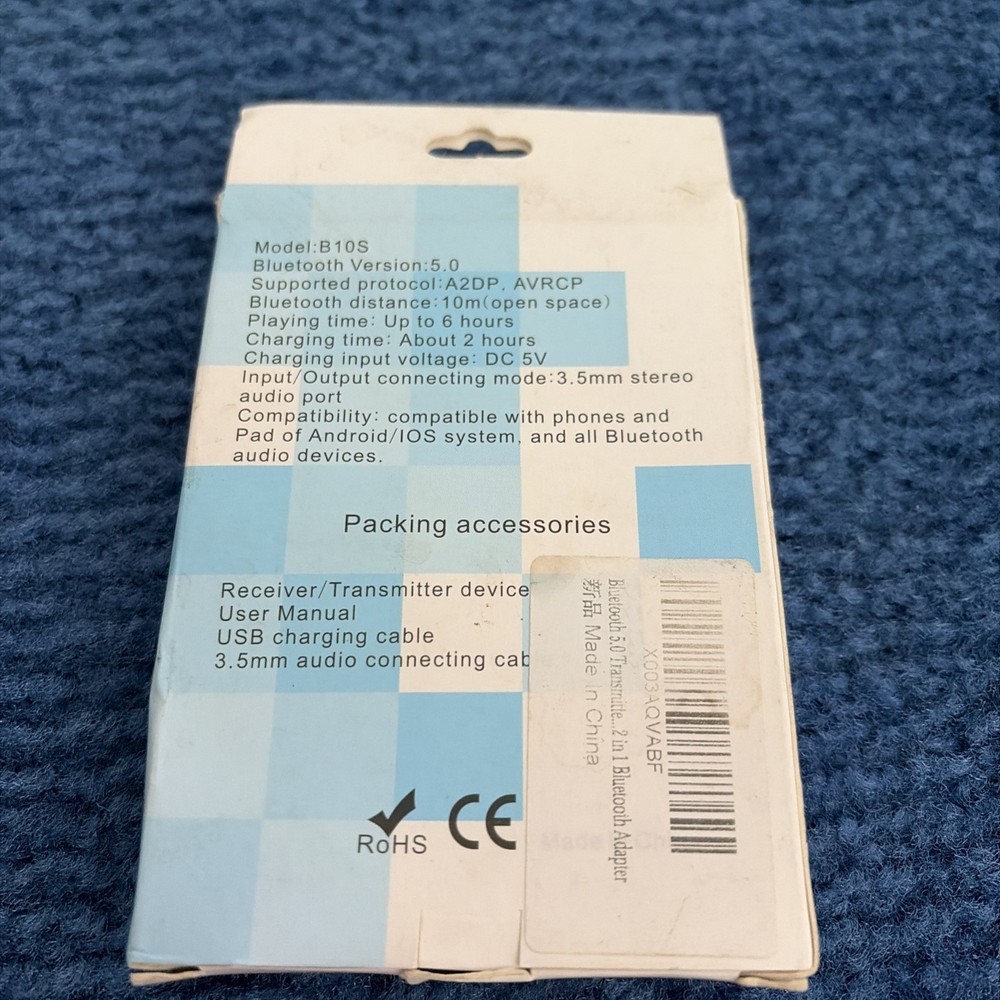 Model:B10S
Bluetooth Version:5.0
Supported protocol:A2DP, AVRCP
Bluetooth distance:10m(open space)
Playing time: Up to 6 hours
Charging time: About 2 hours
Charging input voltage: DC 5V
Input/Output connecting mode:3.5mm stereo
audio port
Compatibility: compatible with phones and
Pad of Android/IOS system, and all Bluetooth
audio devices.
Packing accessories
Receiver/Transmitter device
User Manual
USB charging cable
3.5mm audio connecting cab
RoHS
CE
X003AQVABF
Bluetooth 5.0 Transmitte...2 in 1 Bluetooth Adapter
新品 Made in China
Made